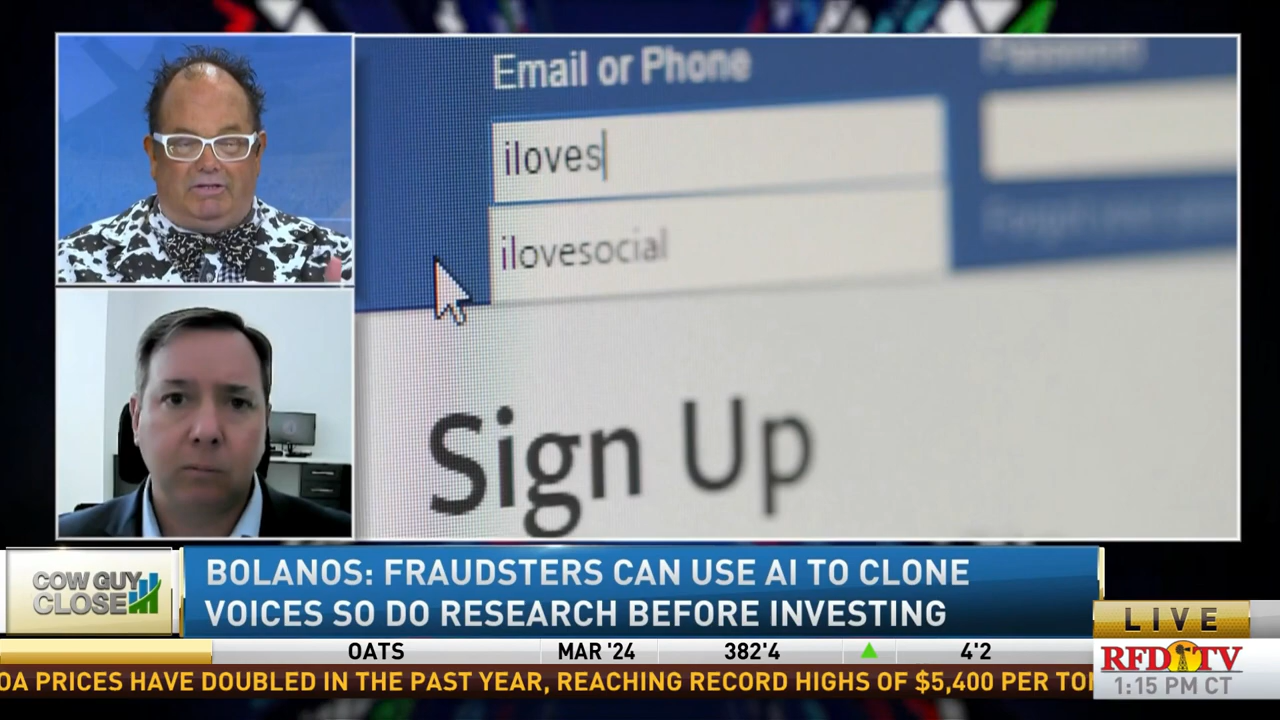 Email or Phone
Password
iloves
ilovesocial
Sign Up
COW GUY
CLOSE
BOLANOS: FRAUDSTERS CAN USE AI TO CLONE
VOICES SO DO RESEARCH BEFORE INVESTING
LIVE
OATS MAR '24 382'4 4'2
RFD TV
OA PRICES HAVE DOUBLED IN THE PAST YEAR, REACHING RECORD HIGHS OF $5,400 PER TO
1:15 PM CT